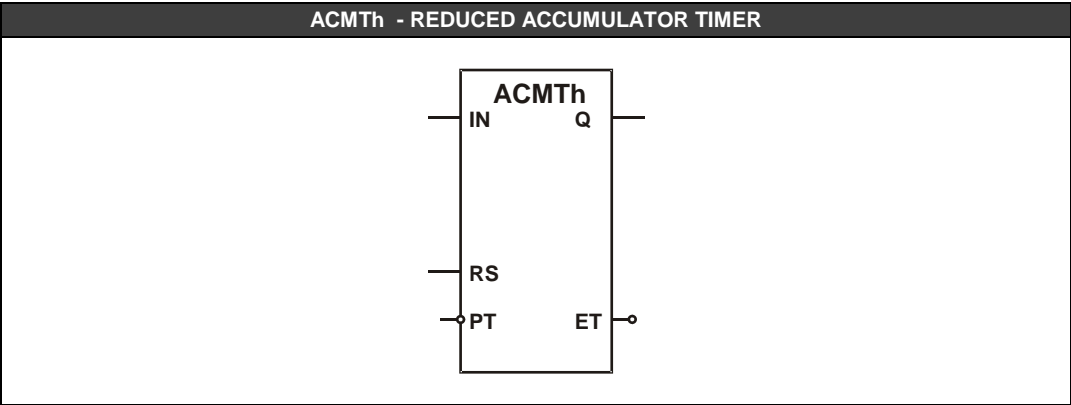 ACMTh - REDUCED ACCUMULATOR TIMER
ACMTh
IN Q
RS
PT ET